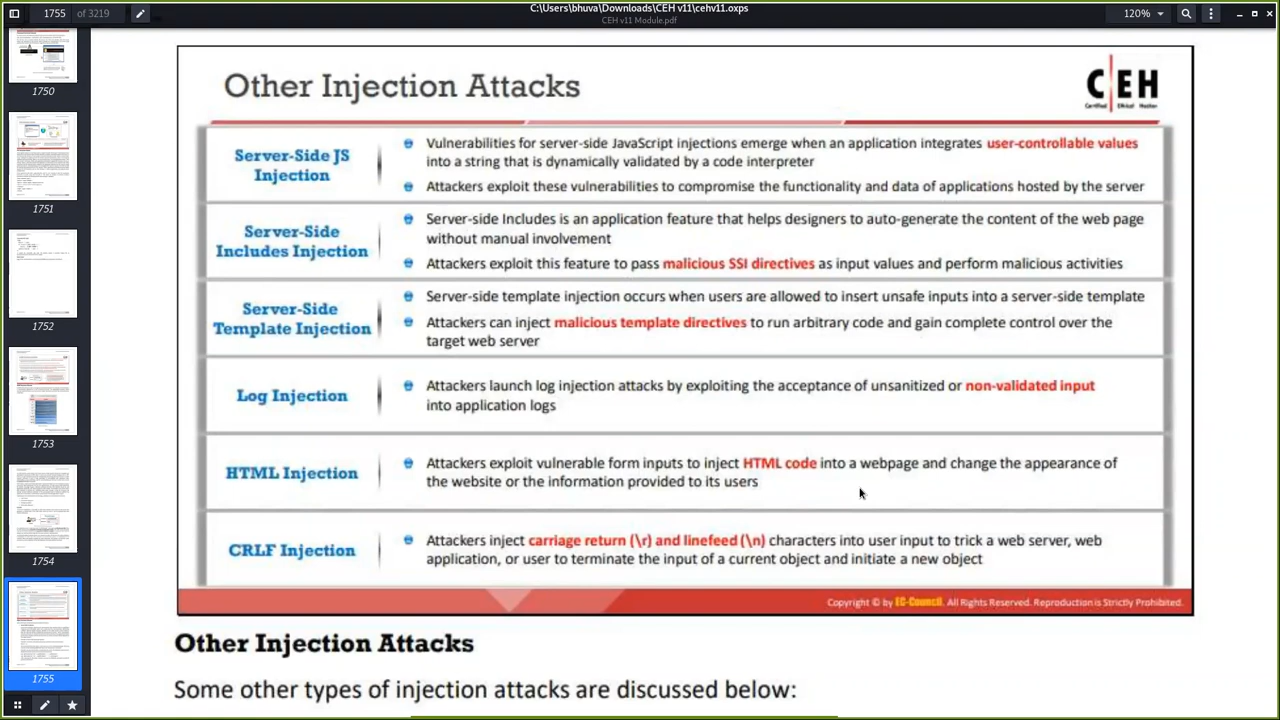 1755 of 3219
C:\Users\bhuva\Downloads\CEH v11\cehv11.oxps
CEH v11 Module.pdf
120%
1750
1751
1752
1753
1754
1755
Other Injection Attacks
CEH
Certified Ethical Hacker
Server-Side JS
Injection
Vulnerabilities for server-side JavaScript injection emerge when an application integrates user-controllable values
into a string that is dynamically validated by a code interpreter
Attackers exploit these vulnerabilities to compromise the functionality and data of applications hosted by the server
Server-Side
Includes Injection
Server-side Includes is an application feature that helps designers to auto-generate the content of the web page
without manual involvement
Attackers exploit this feature to pass malicious SSI directives as input values and perform malicious activities
Server-Side
Template Injection
Server-side template injection occurs when users are allowed to insert unsafe inputs into a server-side template
Attackers can inject malicious template directives to run arbitrary code and gain complete control over the
target web server
Log Injection
Attackers launch log injection attacks by exploiting the acceptance of unsanitized or non-validated input
into application logs
HTML Injection
Attackers exploit vulnerable form inputs to inject HTML code into a webpage and change the appearance of
the website or the information provided to its users
CRLF Injection
Attackers inject carriage return (\r) and linefeed (\n) characters into user input to trick a web server, web
application, or user to terminate the input of a current object and initiate a new object
Copyright © by EC-Council. All Rights Reserved. Reproduction is Strictly Prohibited.
Other Injection Attacks
Some other types of injection attacks are discussed below: